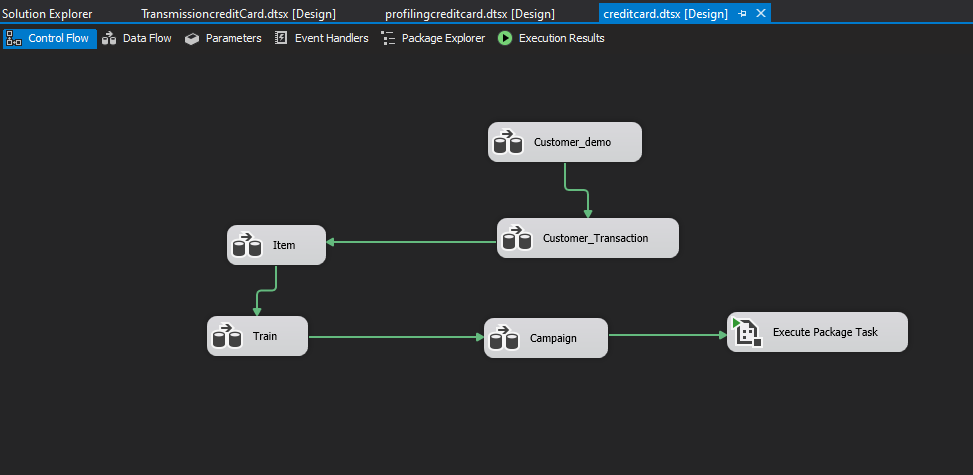 Solution Explorer TransmissioncreditCard.dtsx [Design] profilingcreditcard.dtsx [Design] creditcard.dtsx [Design]
Control Flow Data Flow Parameters Event Handlers Package Explorer Execution Results
Customer_demo
Customer_Transaction
Item
Train
Campaign
Execute Package Task